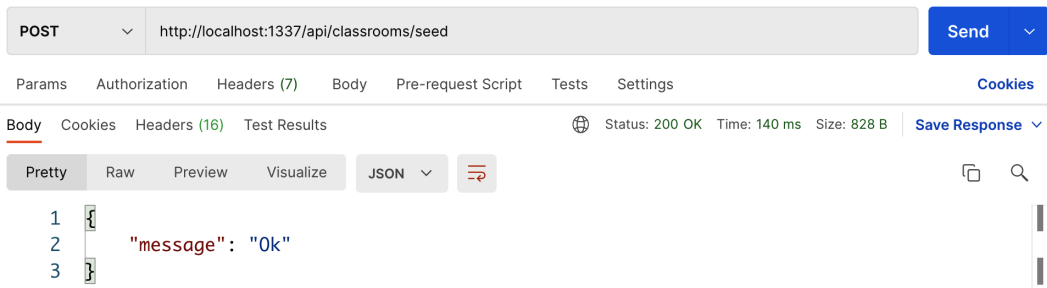 POST http://localhost:1337/api/classrooms/seed Send
Params Authorization Headers (7) Body Pre-request Script Tests Settings Cookies
Body Cookies Headers (16) Test Results Status: 200 OK Time: 140 ms Size: 828 B Save Response
Pretty Raw Preview Visualize JSON
1 {
2 "message": "Ok"
3 }